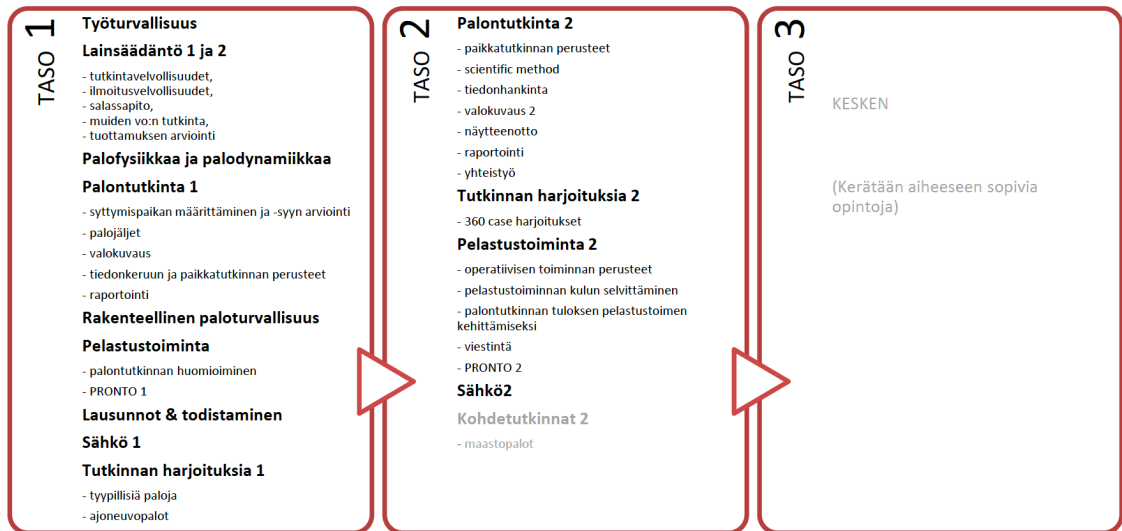 TASO 1
Työturvallisuus
Lainsäädäntö 1 ja 2
- tutkintavelvollisuudet,
- ilmoitusvelvollisuudet,
- salassapito,
- muiden vo:n tutkinta,
- tuottamuksen arviointi
Palofysiikkaa ja palodynamiikkaa
Palontutkinta 1
- syttymispaikan määrittäminen ja -syyn arviointi
- palojäljet
- valokuvaus
- tiedonkeruun ja paikkatutkinnan perusteet
- raportointi
Rakenteellinen paloturvallisuus
Pelastustoiminta
- palontutkinnan huomioiminen
- PRONTO 1
Lausunnot & todistaminen
Sähkö 1
Tutkinnan harjoituksia 1
- tyypillisiä paloja
- ajoneuvopalot
TASO 2
Palontutkinta 2
- paikkatutkinnan perusteet
- scientific method
- tiedonhankinta
- valokuvaus 2
- näytteenotto
- raportointi
- yhteistyö
Tutkinnan harjoituksia 2
- 360 case harjoitukset
Pelastustoiminta 2
- operatiivisen toiminnan perusteet
- pelastustoiminnan kulun selvittäminen
- palontutkinnan tuloksen pelastustoimen
kehittämiseksi
- viestintä
- PRONTO 2
Sähkö2
Kohdetutkinnat 2
- maastopalot
TASO 3
KESKEN
(Kerätään aiheeseen sopivia
opintoja)